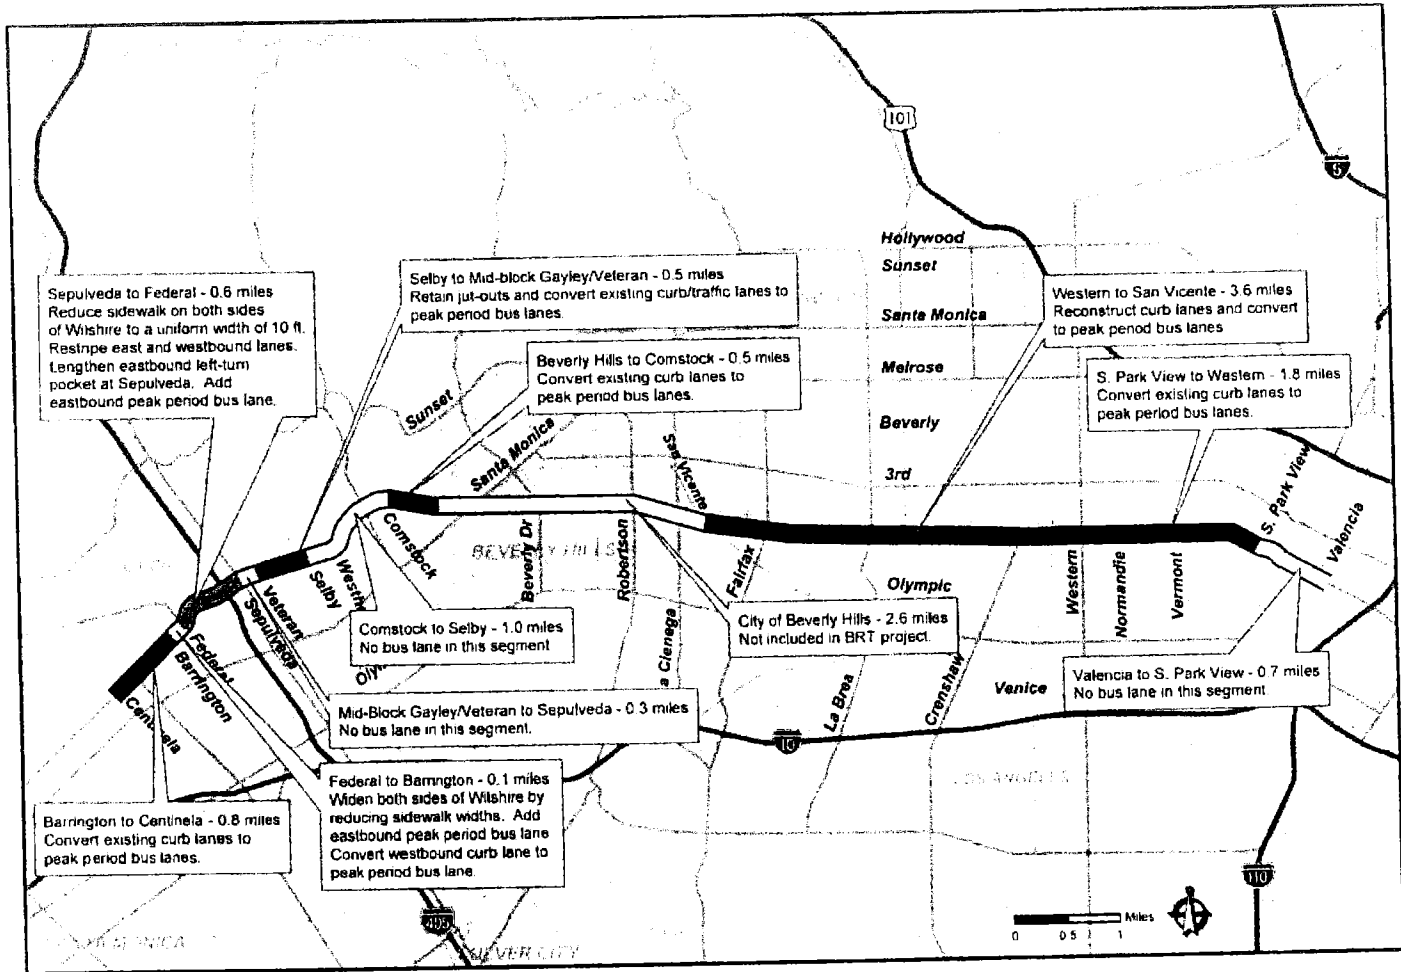 101
5
Hollywood
Sunset
Santa Monica
Melrose
Beverly
3rd
Sepulveda to Federal - 0.6 miles
Reduce sidewalk on both sides
of Wilshire to a uniform width of 10 ft.
Restripe east and westbound lanes.
Lengthen eastbound left-turn
pocket at Sepulveda. Add
eastbound peak period bus lane.
Selby to Mid-block Gayley/Veteran - 0.5 miles
Retain jut-outs and convert existing curb/traffic lanes to
peak period bus lanes.
Beverly Hills to Comstock - 0.5 miles
Convert existing curb lanes to
peak period bus lanes.
Western to San Vicente - 3.6 miles
Reconstruct curb lanes and convert
to peak period bus lanes
S. Park View to Western - 1.8 miles
Convert existing curb lanes to
peak period bus lanes.
Sunset
Santa Monica
San Vicente
S. Park View
Valencia
Comstock
BEVERLY HILLS
Beverly Dr
Robertson
Fairfax
Olympic
Western
Normandie
Vermont
Selby
Veteran
Sepulveda
Federal
Barrington
Centinela
Comstock to Selby - 1.0 miles
No bus lane in this segment
City of Beverly Hills - 2.6 miles
Not included in BRT project.
Valencia to S. Park View - 0.7 miles
No bus lane in this segment
Cienega
La Brea
Crenshaw
Venice
Mid-Block Gayley/Veteran to Sepulveda - 0.3 miles
No bus lane in this segment.
10
LOS ANGELES
Federal to Barrington - 0.1 miles
Widen both sides of Wilshire by
reducing sidewalk widths. Add
eastbound peak period bus lane
Convert westbound curb lane to
peak period bus lane.
Barrington to Centinela - 0.8 miles
Convert existing curb lanes to
peak period bus lanes.
110
405
MONICA
CULVER CITY
Miles
0 0.5 1